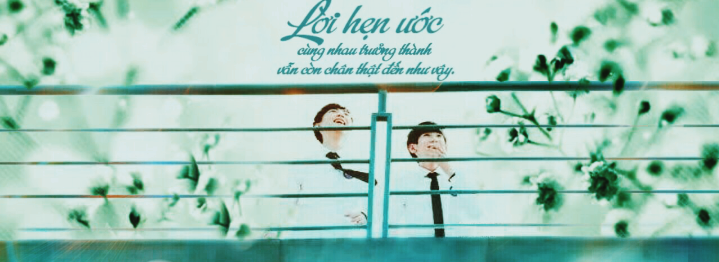 Lời hẹn ước
cùng nhau trưởng thành
vẫn còn chân thật đến như vậy.